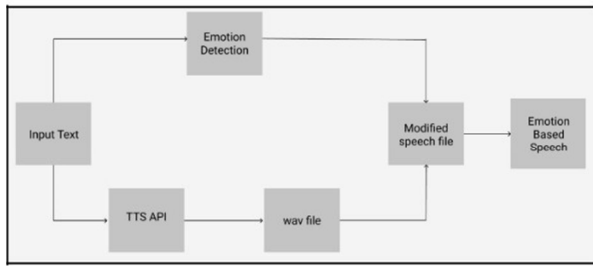 Emotion
Detection
Input Text
Modified
speech file
Emotion
Based
Speech
TTS API
wav file